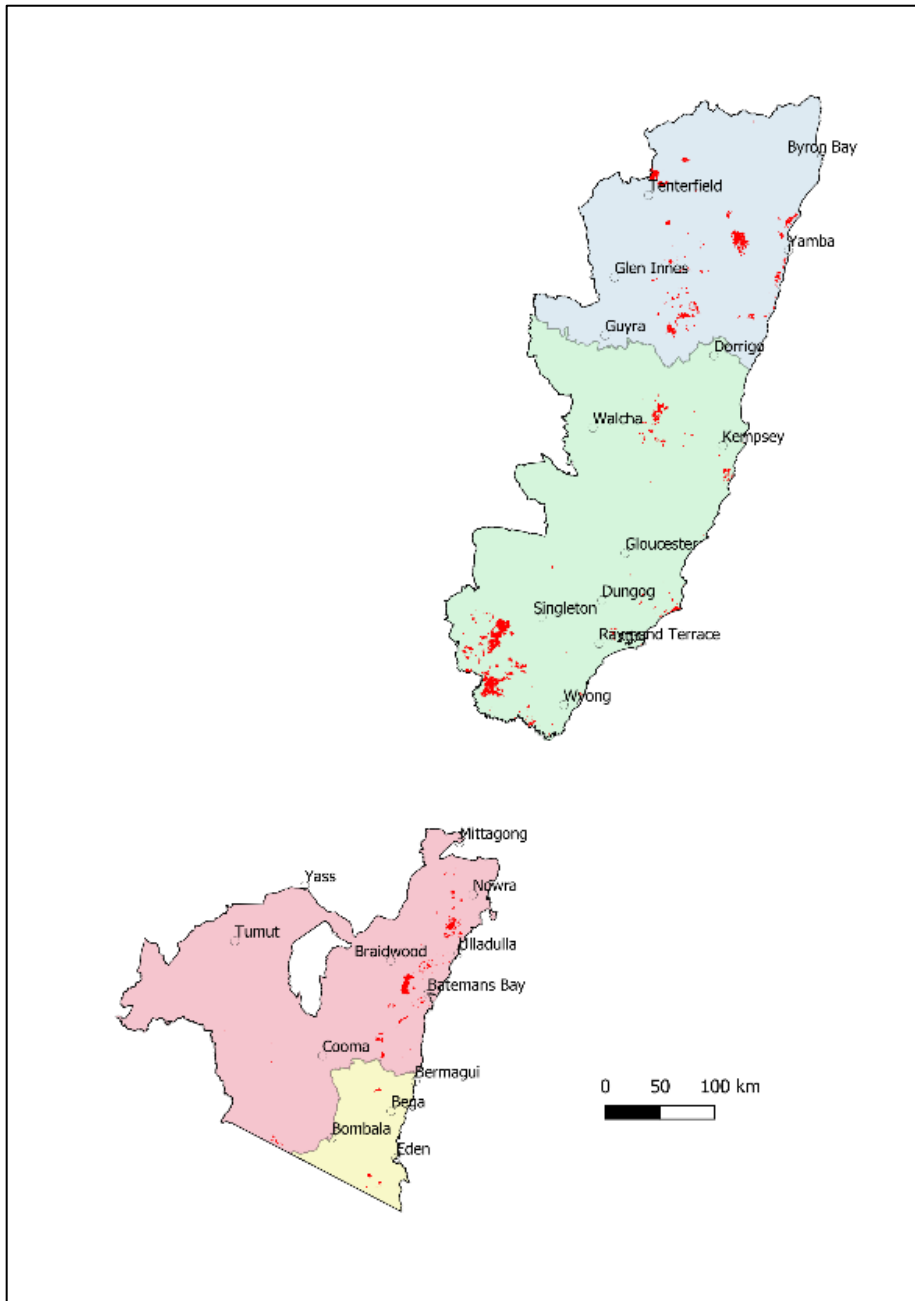 Byron Bay
Tenterfield
Yamba
Glen Innes
Guyra
Dorrigo
Walcha
Kempsey
Gloucester
Dungog
Singleton
Raymond Terrace
Wyong
Mittagong
Yass
Nowra
Tumut
Ulladulla
Braidwood
Batemans Bay
Cooma
Bermagui
0 50 100 km
Bega
Bombala
Eden